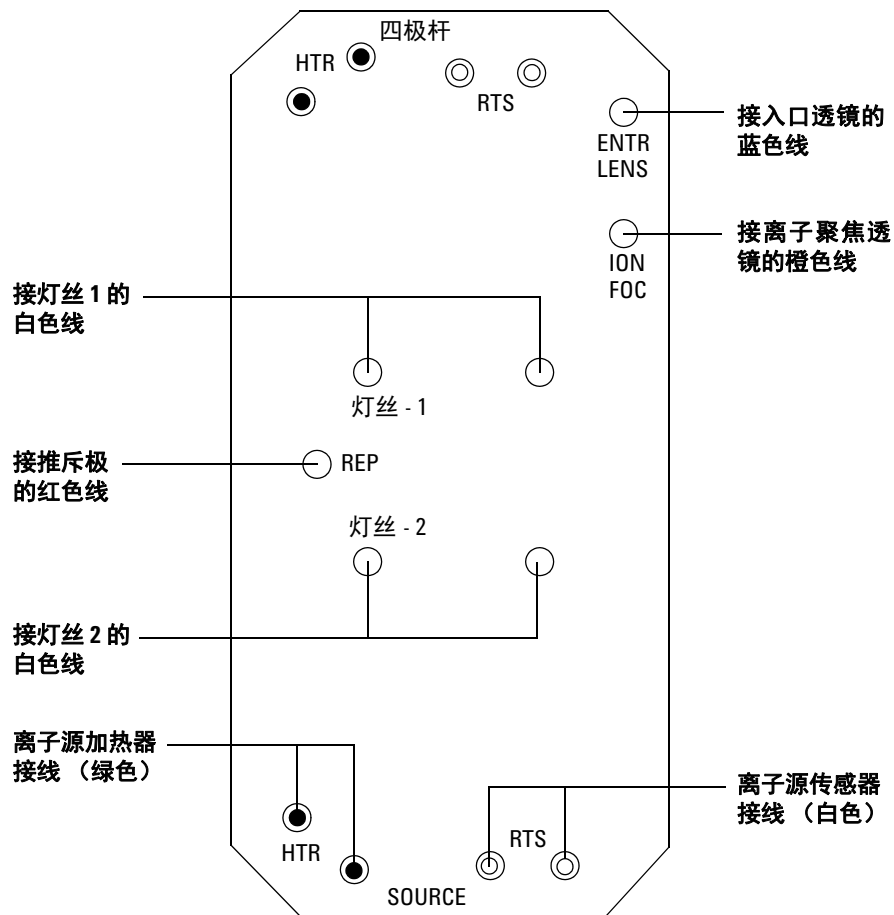 四极杆
HTR
RTS
ENTR
LENS
接入口透镜的
蓝色线
ION
FOC
接离子聚焦透
镜的橙色线
接灯丝 1 的
白色线
灯丝 - 1
接推斥极
的红色线
REP
灯丝 - 2
接灯丝 2 的
白色线
离子源加热器
接线 （绿色）
HTR
RTS
SOURCE
离子源传感器
接线 （白色）